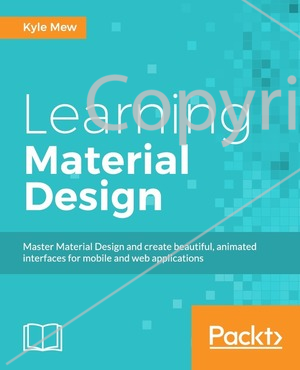 Kyle Mew
Copyri
Learning
Material
Design
Master Material Design and create beautiful, animated
interfaces for mobile and web applications
Packt>